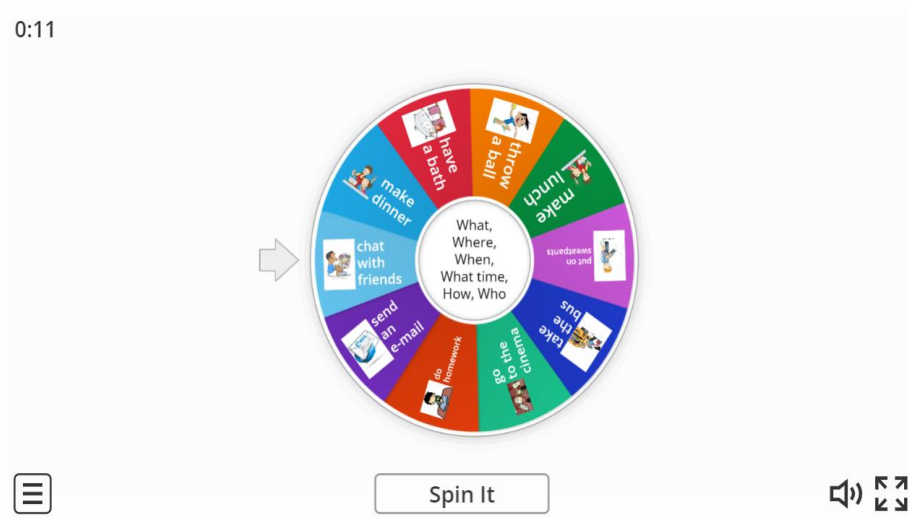 0:11
have
a bath
throw
a ball
make
lunch
put on
sweatpants
take
the
bus
go
to the
cinema
do
homework
send
an
e-mail
chat
with
friends
make
dinner
What,
Where,
When,
What time,
How, Who
Spin It